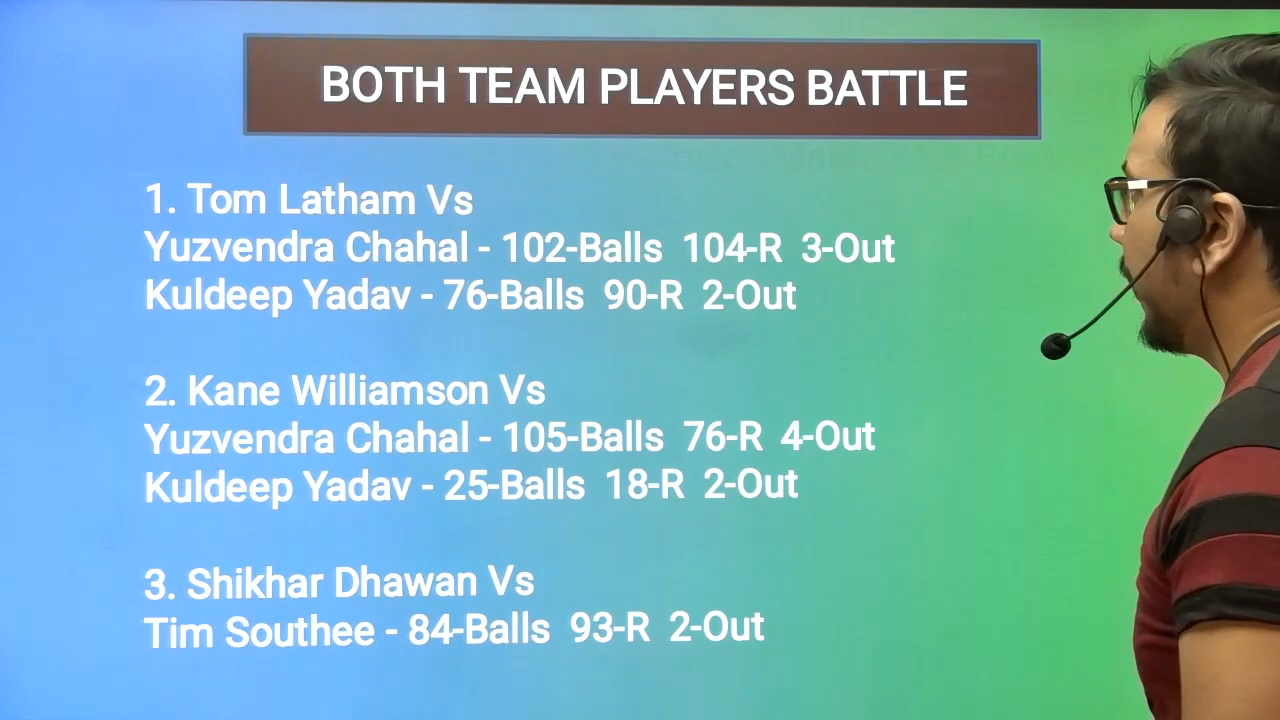 BOTH TEAM PLAYERS BATTLE
1. Tom Latham Vs
Yuzvendra Chahal - 102-Balls 104-R 3-Out
Kuldeep Yadav - 76-Balls 90-R 2-Out
2. Kane Williamson Vs
Yuzvendra Chahal - 105-Balls 76-R 4-Out
Kuldeep Yadav - 25-Balls 18-R 2-Out
3. Shikhar Dhawan Vs
Tim Southee - 84-Balls 93-R 2-Out